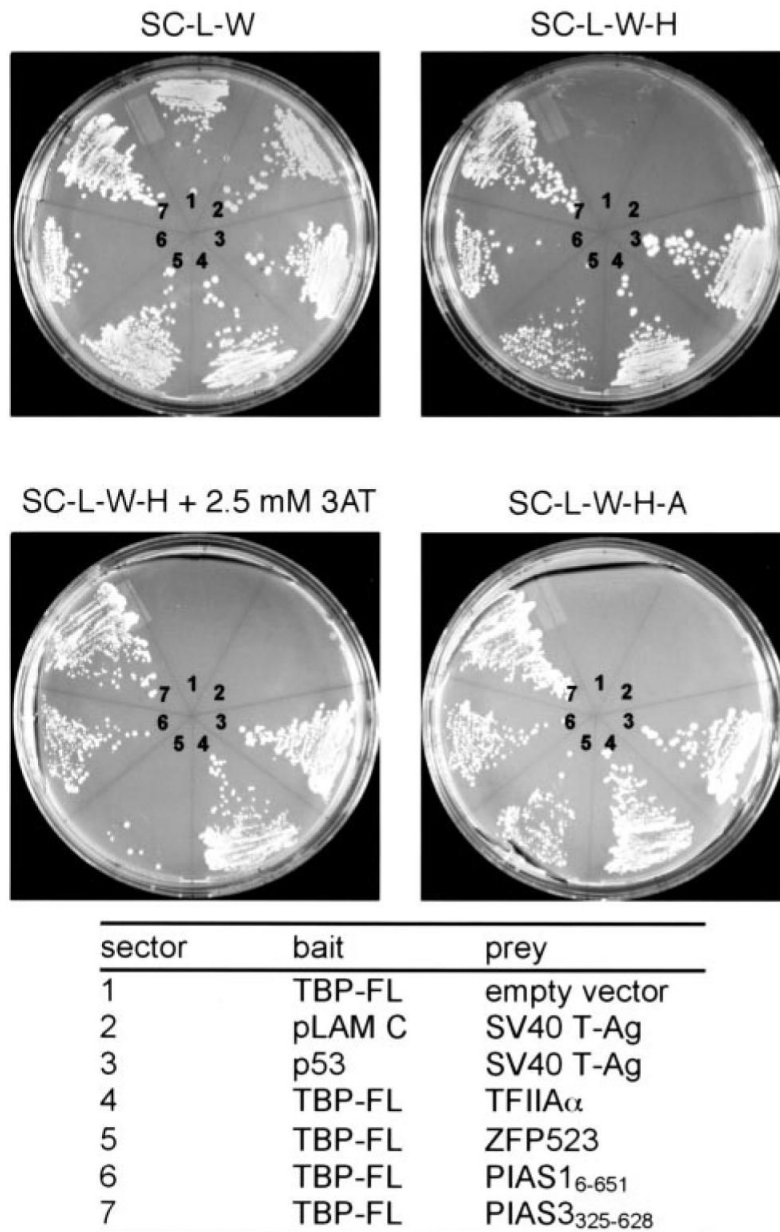 SC-L-W SC-L-W-H
1
2
3
4
5
6
7
1
2
3
4
5
6
7
SC-L-W-H + 2.5 mM 3AT SC-L-W-H-A
1
2
3
4
5
6
7
1
2
3
4
5
6
7
sector bait prey
1 TBP-FL empty vector
2 pLAM C SV40 T-Ag
3 p53 SV40 T-Ag
4 TBP-FL TFIIAα
5 TBP-FL ZFP523
6 TBP-FL PIAS1₆₋₆₅₁
7 TBP-FL PIAS3₃₂₅₋₆₂₈